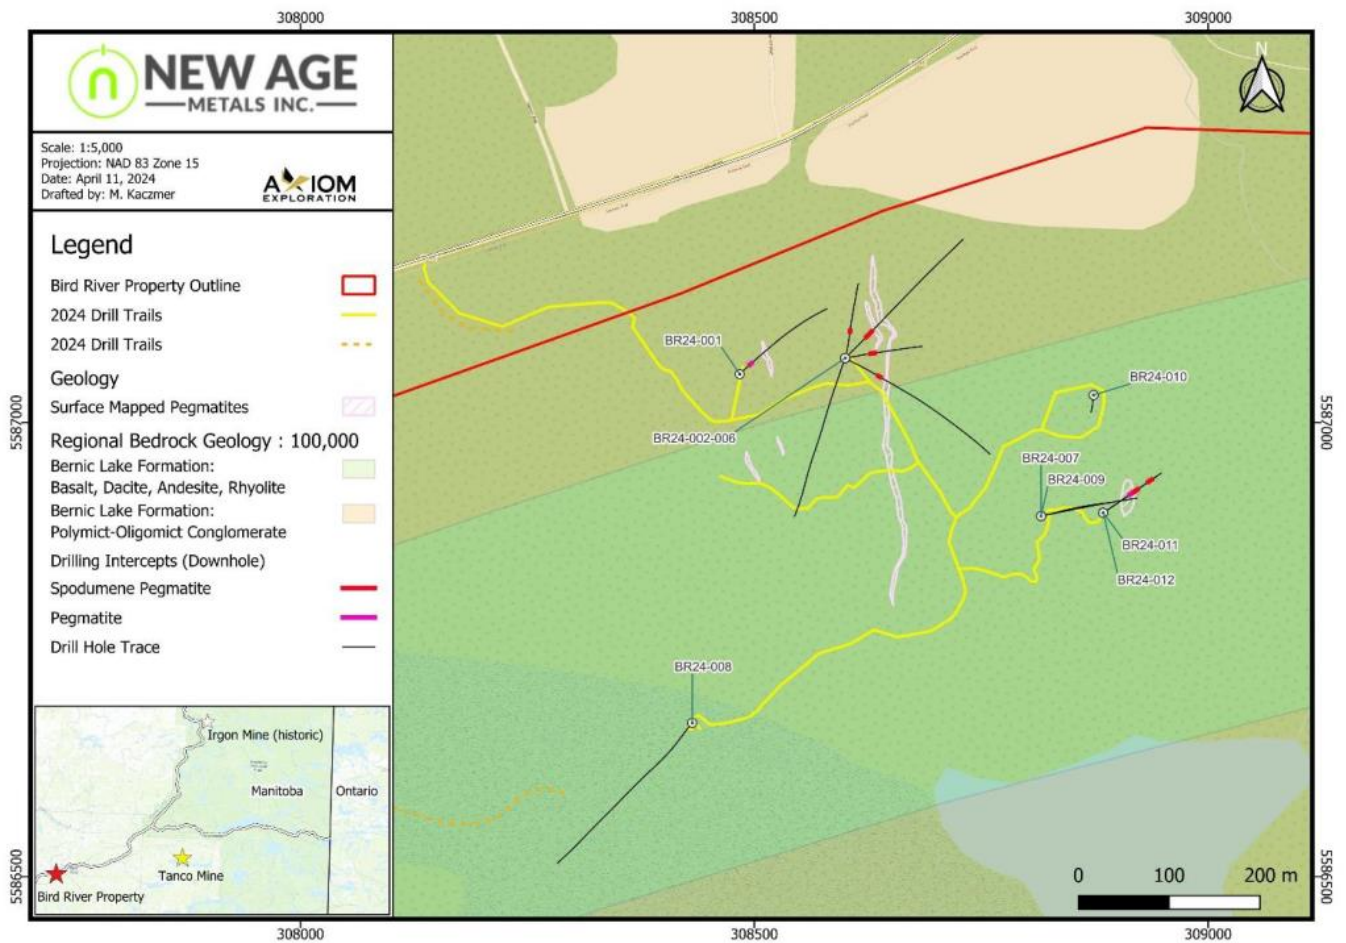 308000
308500
309000
NEW AGE
METALS INC.
Scale: 1:5,000
Projection: NAD 83 Zone 15
Date: April 11, 2024
Drafted by: M. Kaczmer
AXIOM
EXPLORATION
Legend
Bird River Property Outline
2024 Drill Trails
2024 Drill Trails
Geology
Surface Mapped Pegmatites
Regional Bedrock Geology : 100,000
Bernic Lake Formation:
Basalt, Dacite, Andesite, Rhyolite
Bernic Lake Formation:
Polymict-Oligomict Conglomerate
Drilling Intercepts (Downhole)
Spodumene Pegmatite
Pegmatite
Drill Hole Trace
Irgon Mine (historic)
Manitoba
Ontario
Tanco Mine
Bird River Property
N
BR24-001
BR24-010
BR24-002-006
BR24-007
BR24-009
BR24-011
BR24-012
BR24-008
0 100 200 m
5587000
5587000
5586500
5586500
308000
308500
309000